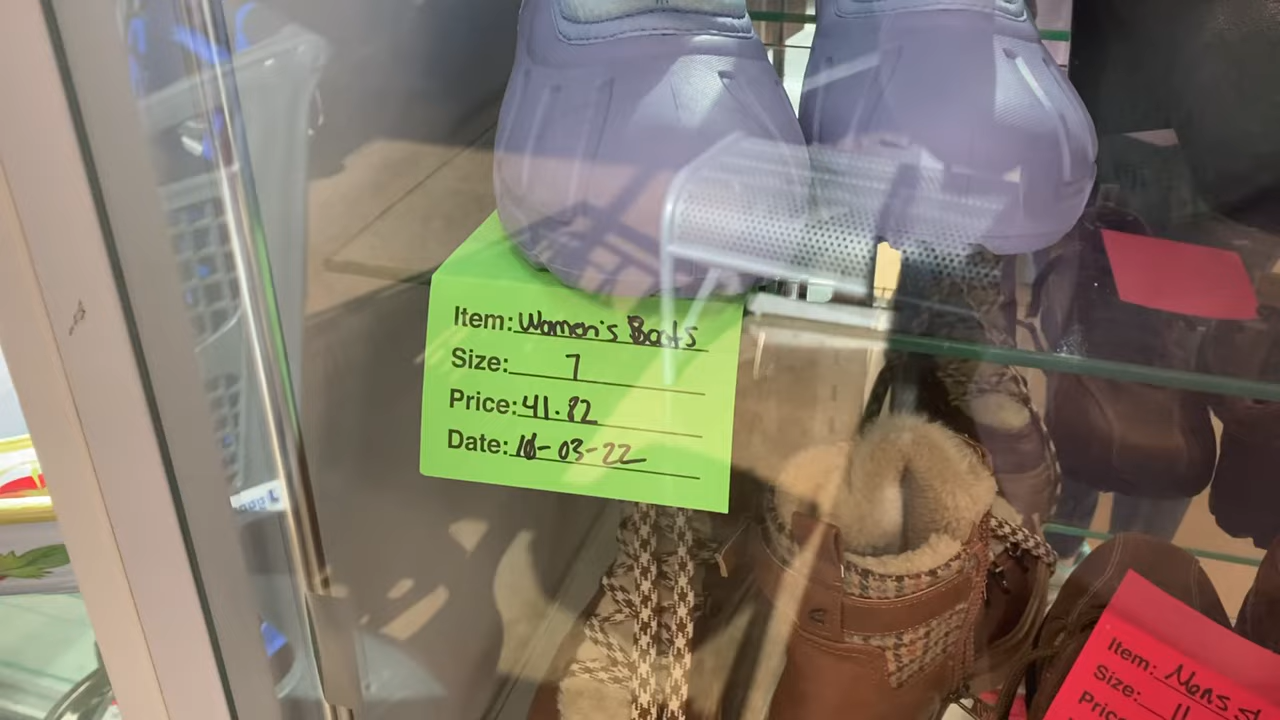 Item: Women's Boots
Size: 7
Price: 41.82
Date: 10-03-22
Item: Mens
Size: 11